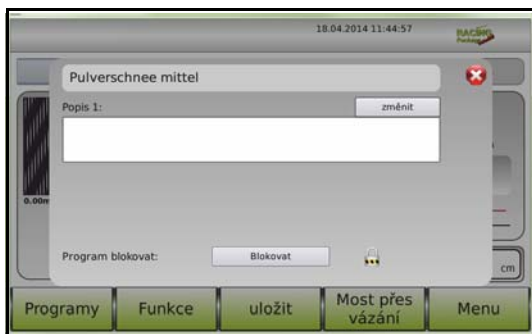 18.04.2014 11:44:57
RACING
Package
Pulverschnee mittel
Popis 1:
změnit
0.00m
Program blokovat:
Blokovat
cm
Programy
Funkce
uložit
Most přes
vázání
Menu